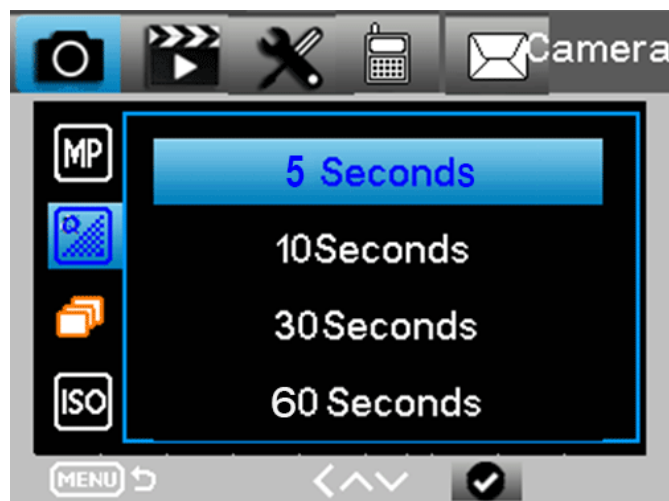 Camera
MP
5 Seconds
10Seconds
30Seconds
ISO
60 Seconds
MENU